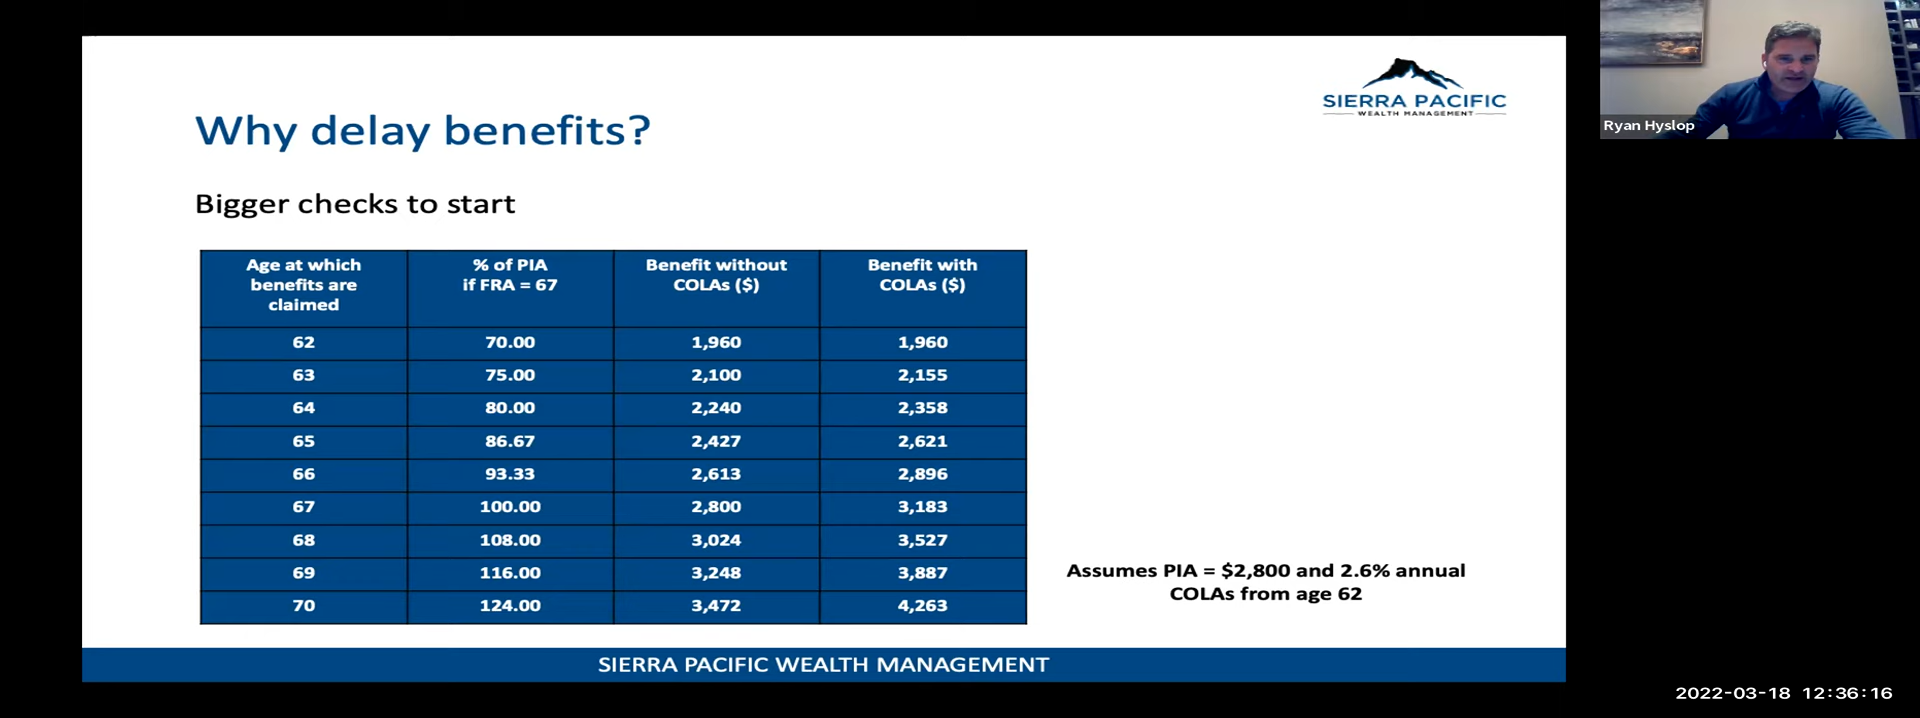 SIERRA PACIFIC
WEALTH MANAGEMENT
Ryan Hyslop
Why delay benefits?
Bigger checks to start
Age at which benefits are claimed % of PIA if FRA = 67 Benefit without COLAs ($) Benefit with COLAs ($)
62 70.00 1,960 1,960
63 75.00 2,100 2,155
64 80.00 2,240 2,358
65 86.67 2,427 2,621
66 93.33 2,613 2,896
67 100.00 2,800 3,183
68 108.00 3,024 3,527
69 116.00 3,248 3,887
70 124.00 3,472 4,263
Assumes PIA = $2,800 and 2.6% annual
COLAs from age 62
SIERRA PACIFIC WEALTH MANAGEMENT
2022-03-18 12:36:16